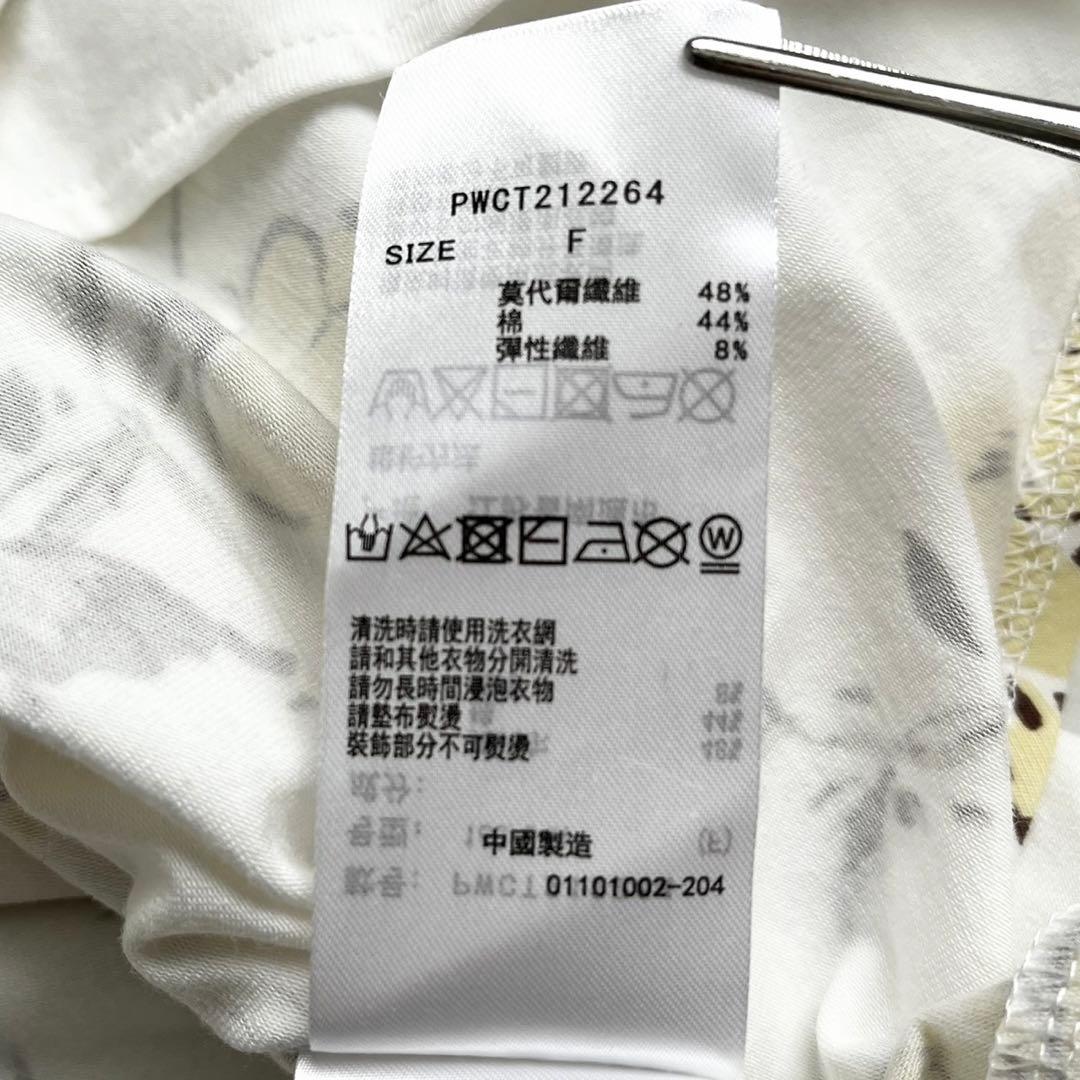 PWCT212264
SIZE F
莫代爾纖維 48%
棉 44%
彈性纖維 8%
W
清洗時請使用洗衣網
請和其他衣物分開清洗
請勿長時間浸泡衣物
請墊布熨燙
裝飾部分不可熨燙
中國製造
01101002-204